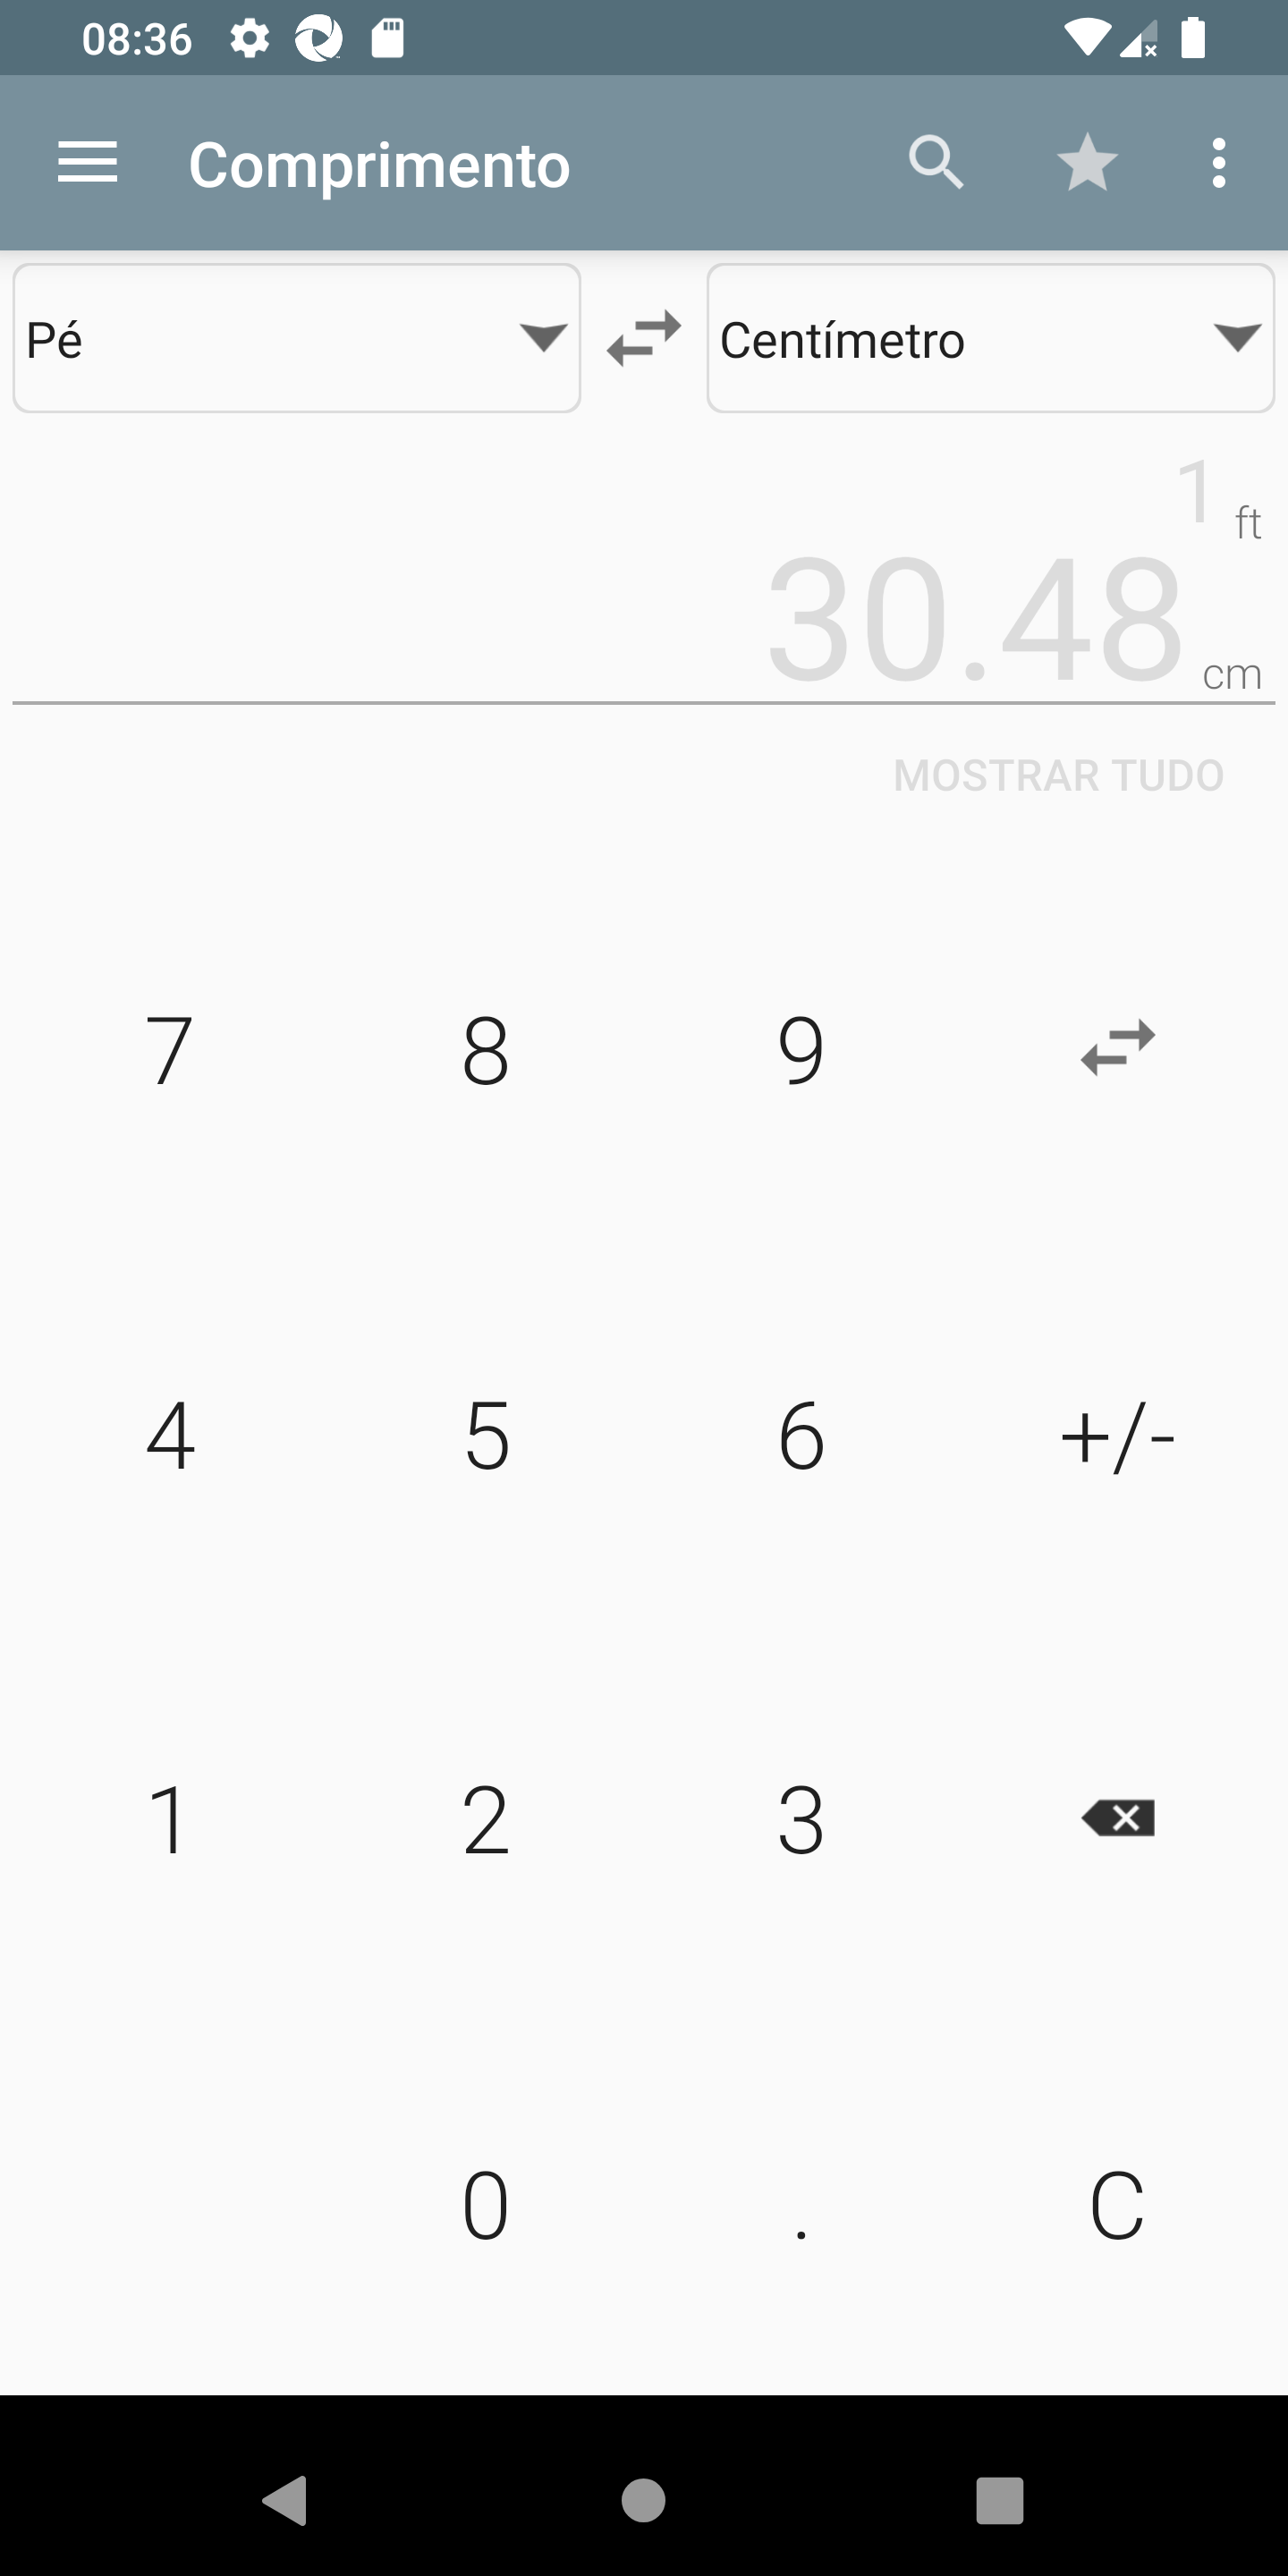 08:36
Comprimento
Pé
Centímetro
1 ft
30.48 cm
MOSTRAR TUDO
7 8 9
4 5 6 +/-
1 2 3
0 . C